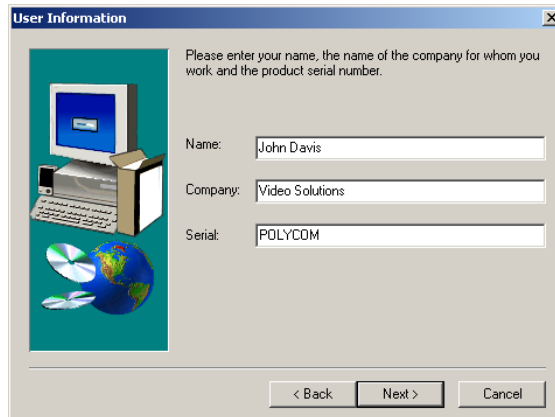 User Information
Please enter your name, the name of the company for whom you
work and the product serial number.
Name: John Davis
Company: Video Solutions
Serial: POLYCOM
< Back Next > Cancel